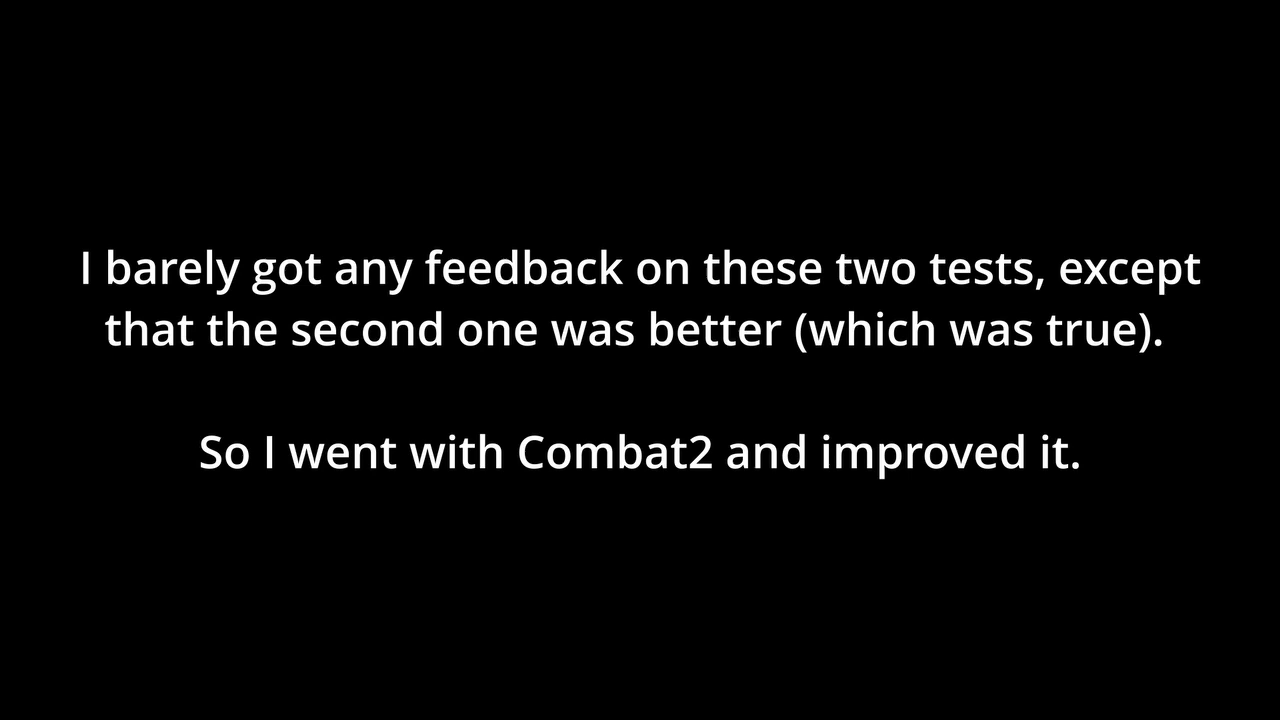 I barely got any feedback on these two tests, except
that the second one was better (which was true).
So I went with Combat2 and improved it.